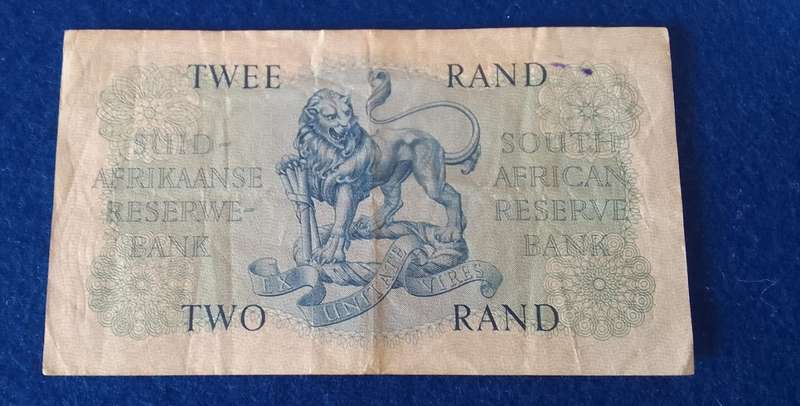 TWEE RAND
SUID-
AFRIKAANSE
RESERWE-
BANK
SOUTH
AFRICAN
RESERVE
BANK
EX UNITATE VIRES
TWO RAND